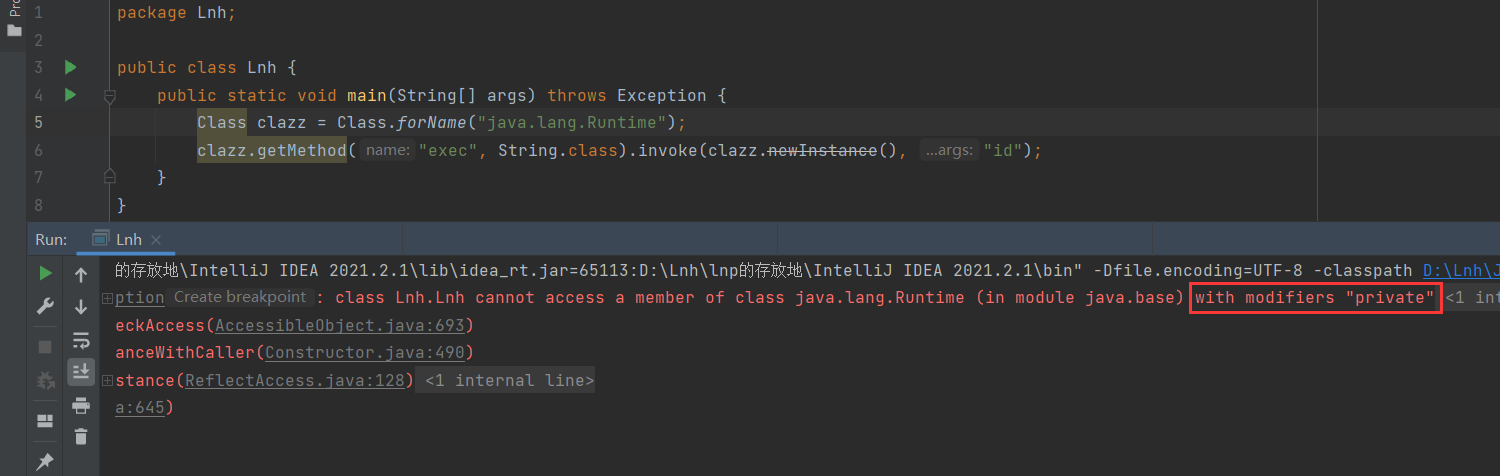 Pro
1 package Lnh;
2
3 public class Lnh {
4 public static void main(String[] args) throws Exception {
5 Class clazz = Class.forName("java.lang.Runtime");
6 clazz.getMethod( name: "exec", String.class).invoke(clazz.newInstance(), ...args: "id");
7 }
8 }
Run: Lnh ×
的存放地\IntelliJ IDEA 2021.2.1\lib\idea_rt.jar=65113:D:\Lnh\lnp的存放地\IntelliJ IDEA 2021.2.1\bin" -Dfile.encoding=UTF-8 -classpath D:\Lnh\J
ption Create breakpoint : class Lnh.Lnh cannot access a member of class java.lang.Runtime (in module java.base) with modifiers "private" <1 int
eckAccess(AccessibleObject.java:693)
anceWithCaller(Constructor.java:490)
stance(ReflectAccess.java:128) <1 internal line>
a:645)